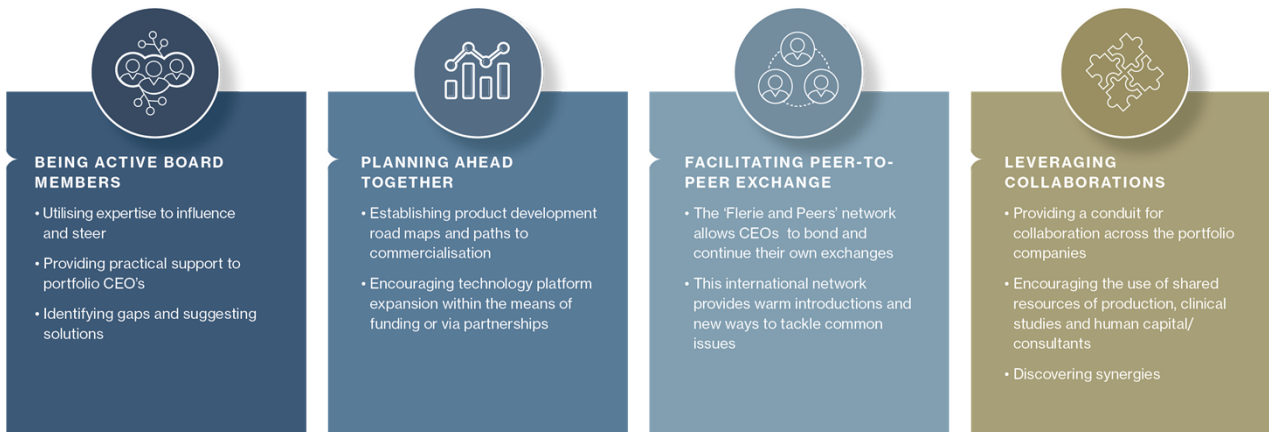 BEING ACTIVE BOARD
MEMBERS
• Utilising expertise to influence
and steer
• Providing practical support to
portfolio CEO's
• Identifying gaps and suggesting
solutions
PLANNING AHEAD
TOGETHER
• Establishing product development
road maps and paths to
commercialisation
• Encouraging technology platform
expansion within the means of
funding or via partnerships
FACILITATING PEER-TO-
PEER EXCHANGE
• The 'Flerie and Peers' network
allows CEOs to bond and
continue their own exchanges
• This international network
provides warm introductions and
new ways to tackle common
issues
LEVERAGING
COLLABORATIONS
• Providing a conduit for
collaboration across the portfolio
companies
• Encouraging the use of shared
resources of production, clinical
studies and human capital/
consultants
• Discovering synergies